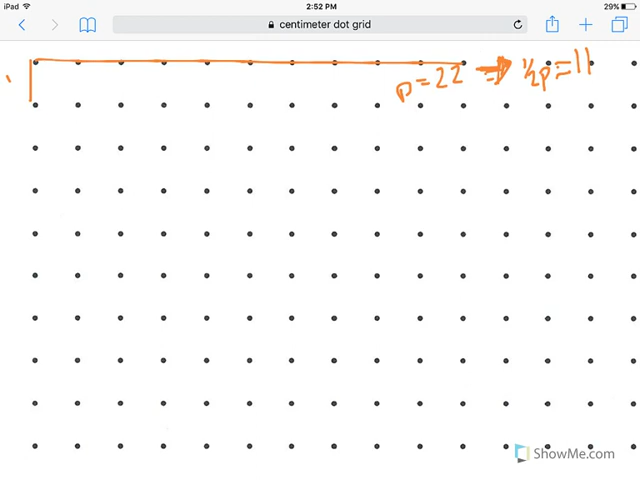 iPad 2:52 PM 29%
centimeter dot grid
p=22 ⇒ ½p=11
ShowMe.com